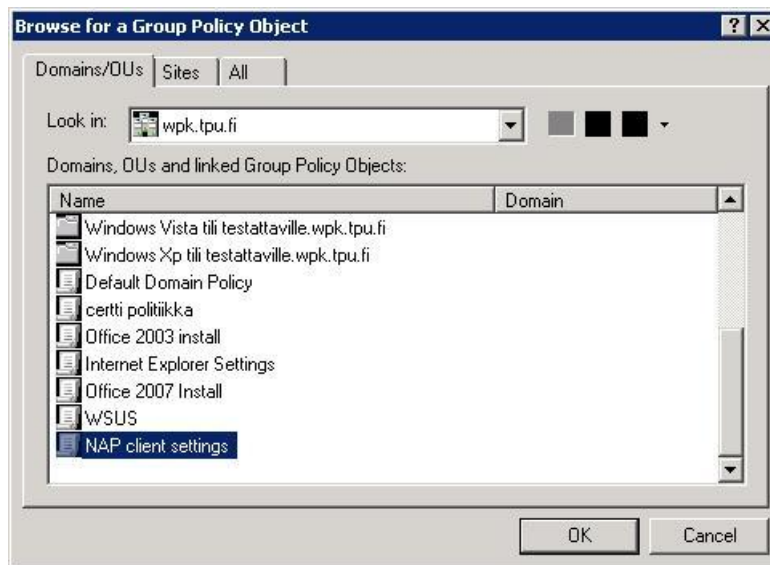 Browse for a Group Policy Object
Domains/OUs Sites All
Look in: wpk.tpu.fi
Domains, OUs and linked Group Policy Objects:
Name Domain
Windows Vista tili testattaville.wpk.tpu.fi
Windows Xp tili testattaville.wpk.tpu.fi
Default Domain Policy
certti politiikka
Office 2003 install
Internet Explorer Settings
Office 2007 Install
WSUS
NAP client settings
OK Cancel